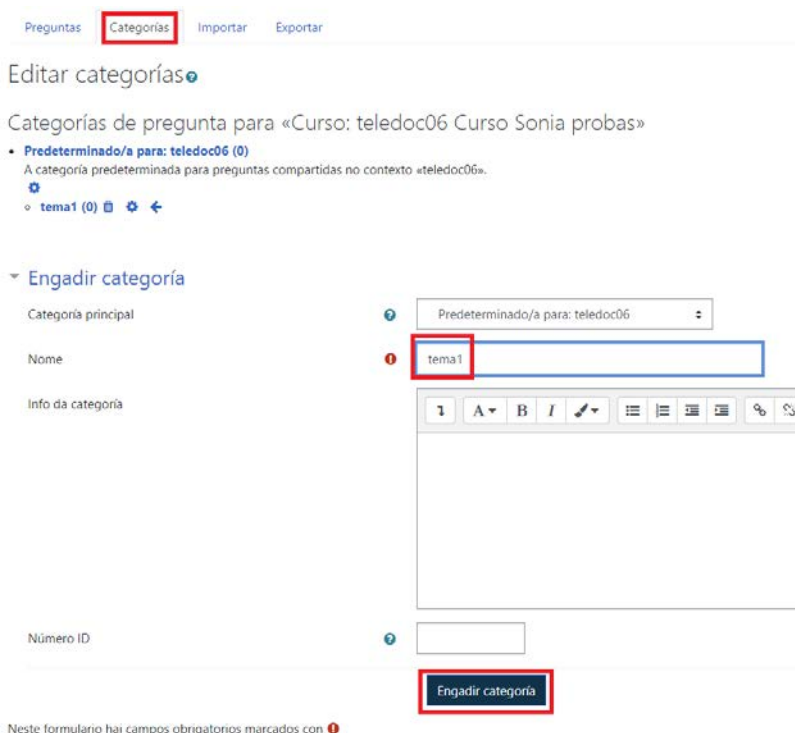 Preguntas Categorías Importar Exportar
Editar categorías
Categorías de pregunta para «Curso: teledoc06 Curso Sonia probas»
Predeterminado/a para: teledoc06 (0)
A categoría predeterminada para preguntas compartidas no contexto «teledoc06».
tema1 (0)
Engadir categoría
Categoría principal Predeterminado/a para: teledoc06
Nome tema1
Info da categoría
A B I
Número ID
Engadir categoría
Neste formulario hai campos obrigatorios marcados con